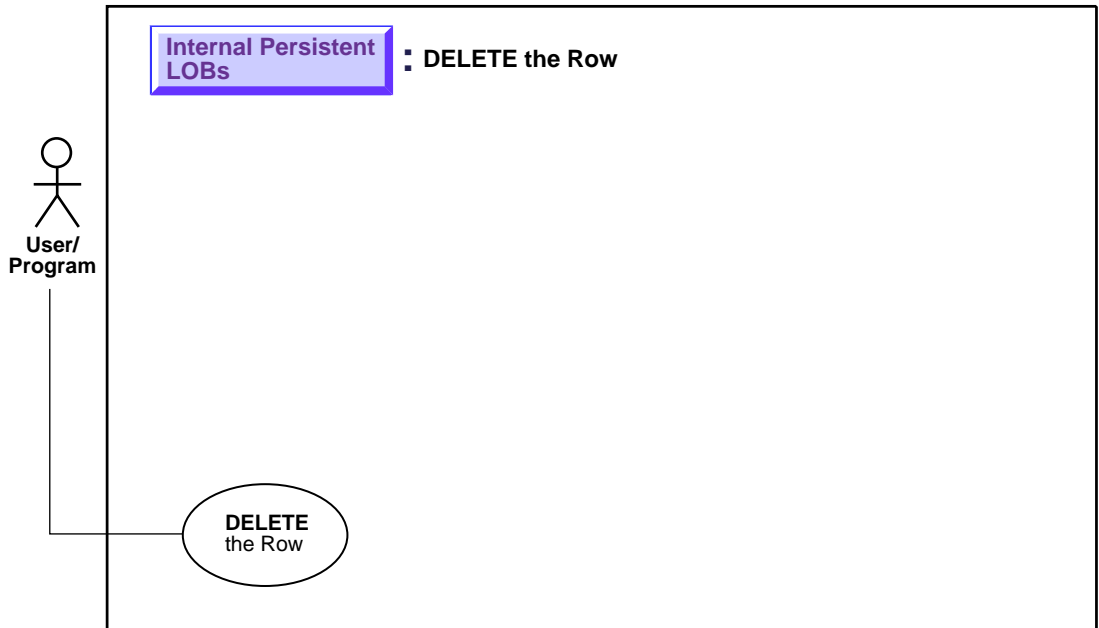 Internal Persistent
LOBs
: DELETE the Row
User/
Program
DELETE
the Row